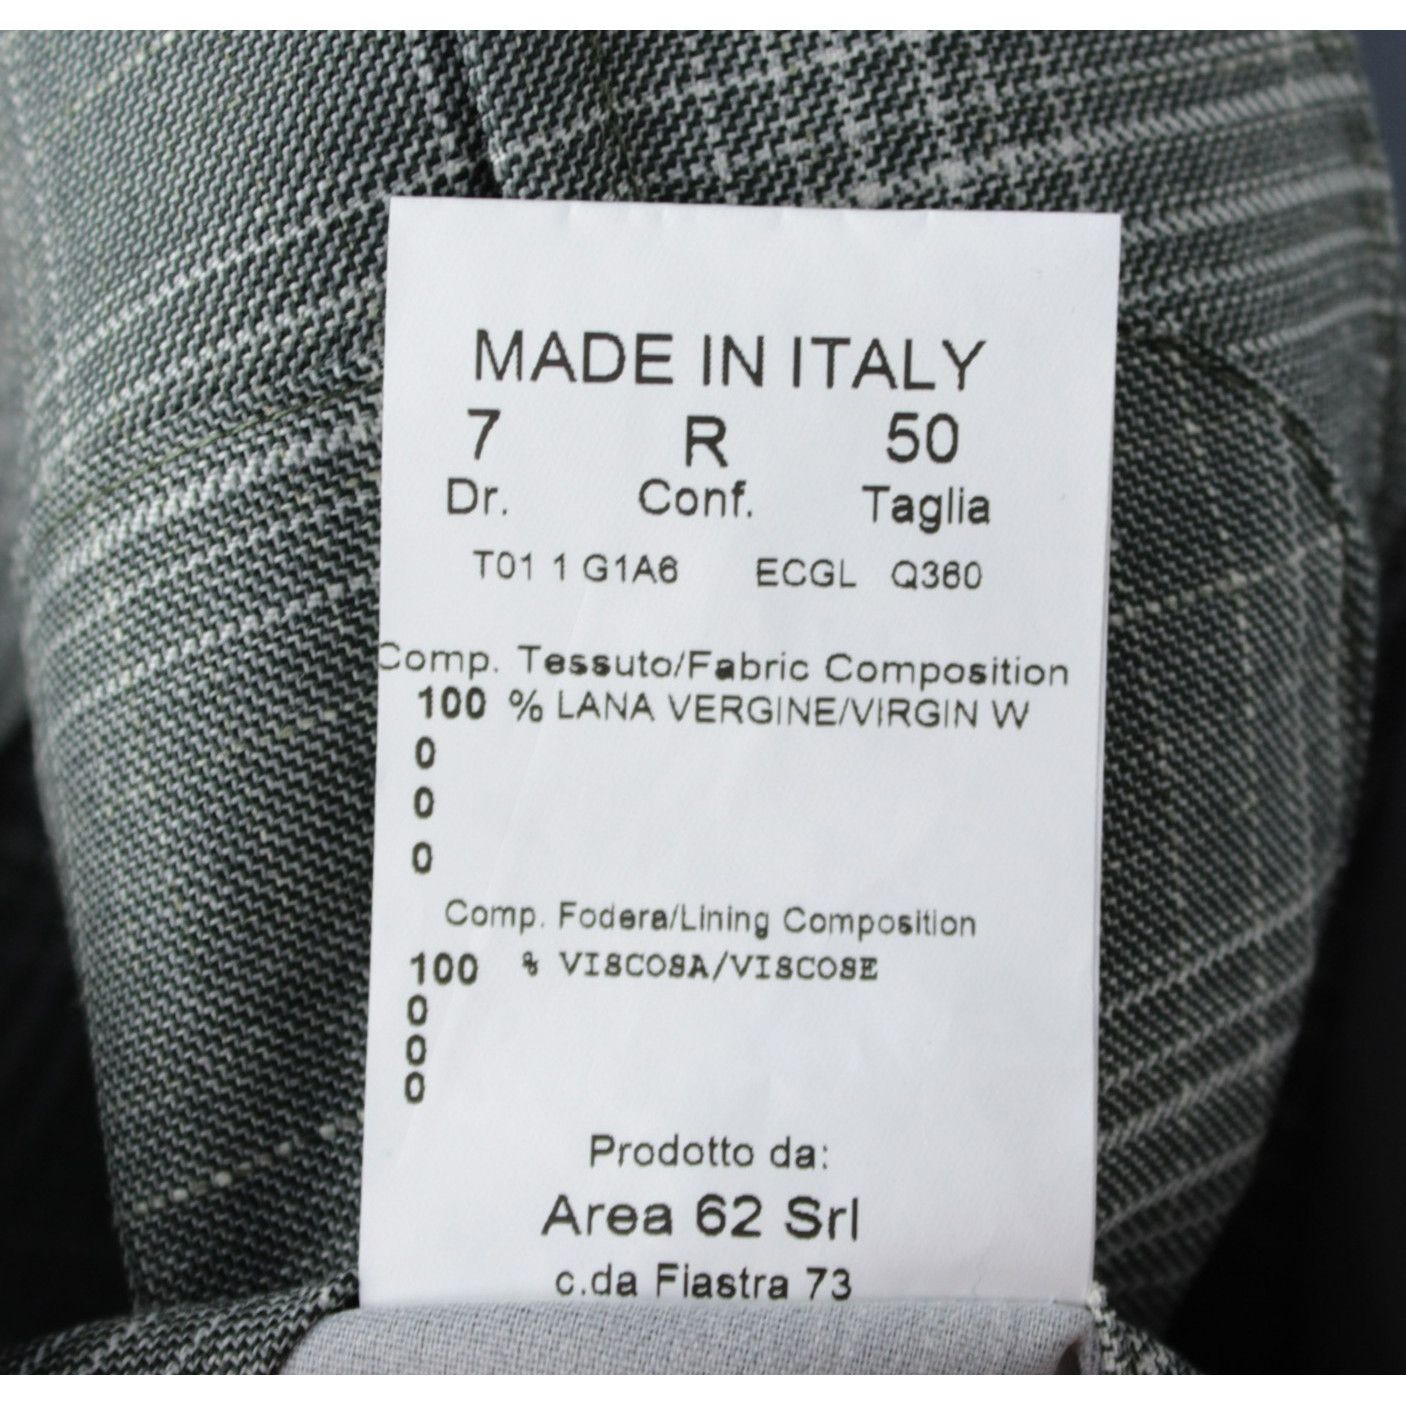 MADE IN ITALY
7 R 50
Dr. Conf. Taglia
T01 1 G1A6 ECGL Q360
Comp. Tessuto/Fabric Composition
100 % LANA VERGINE/VIRGIN W
0
0
0
Comp. Fodera/Lining Composition
100 % VISCOSA/VISCOSE
0
0
0
Prodotto da:
Area 62 Srl
c.da Fiastra 73